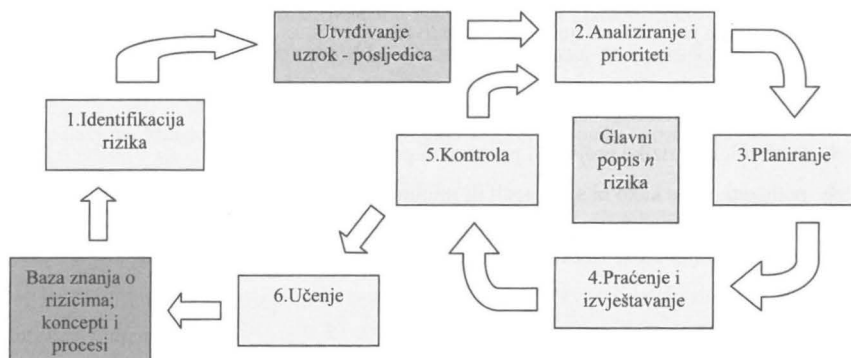 Utvrđivanje
uzrok - posljedica
2.Analiziranje i
prioriteti
1.Identifikacija
rizika
5.Kontrola
Glavni
popis n
rizika
3.Planiranje
Baza znanja o
rizicima;
koncepti i
procesi
6.Učenje
4.Praćenje i
izvještavanje